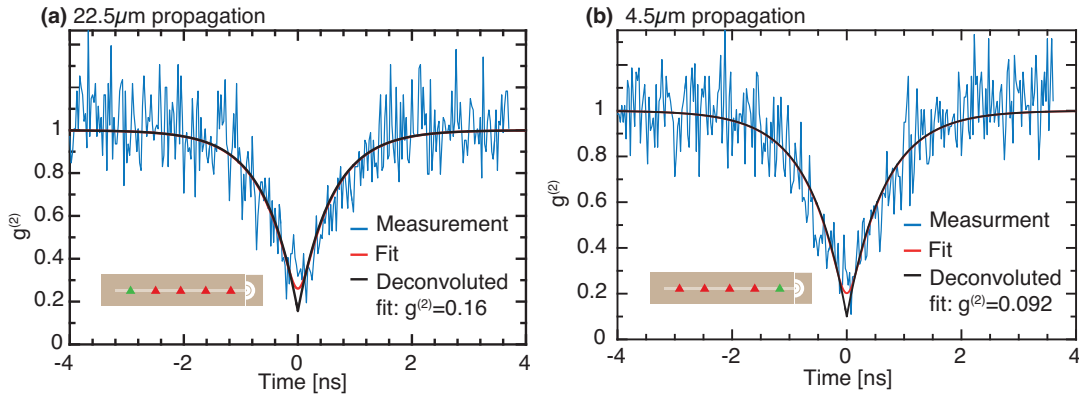 (a) 22.5µm propagation
g(2)
1
0.8
0.6
0.4
0.2
0
-4
-2
0
2
4
Time [ns]
Measurement
Fit
Deconvoluted
fit: g(2)=0.16
(b) 4.5µm propagation
g(2)
1
0.8
0.6
0.4
0.2
0
-4
-2
0
2
4
Time [ns]
Measurment
Fit
Deconvoluted
fit: g(2)=0.092